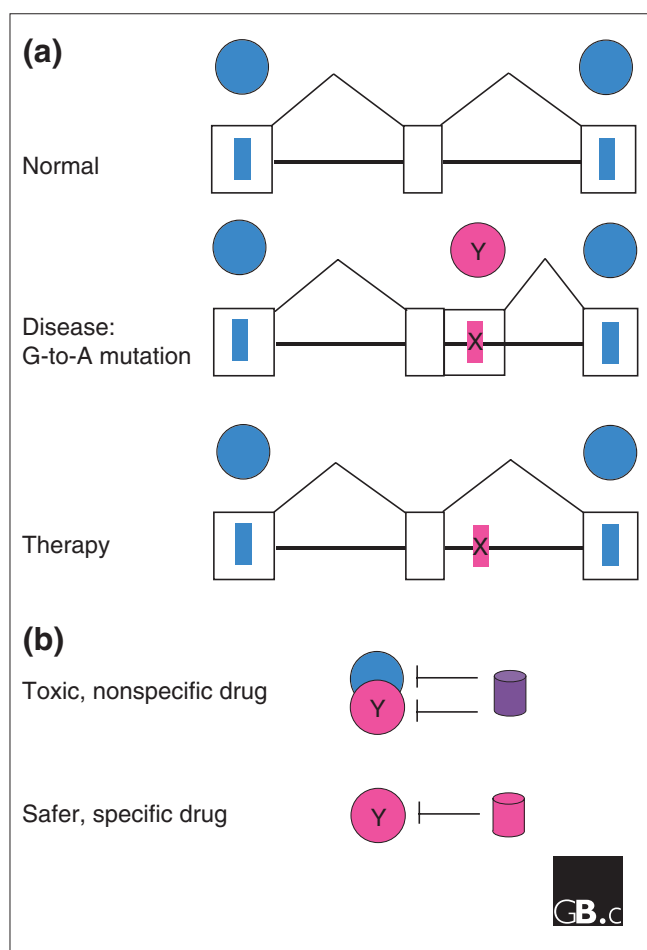 (a)
Normal
Y
Disease:
G-to-A mutation
X
Therapy
X
(b)
Toxic, nonspecific drug
Y
Safer, specific drug
Y
GB.c